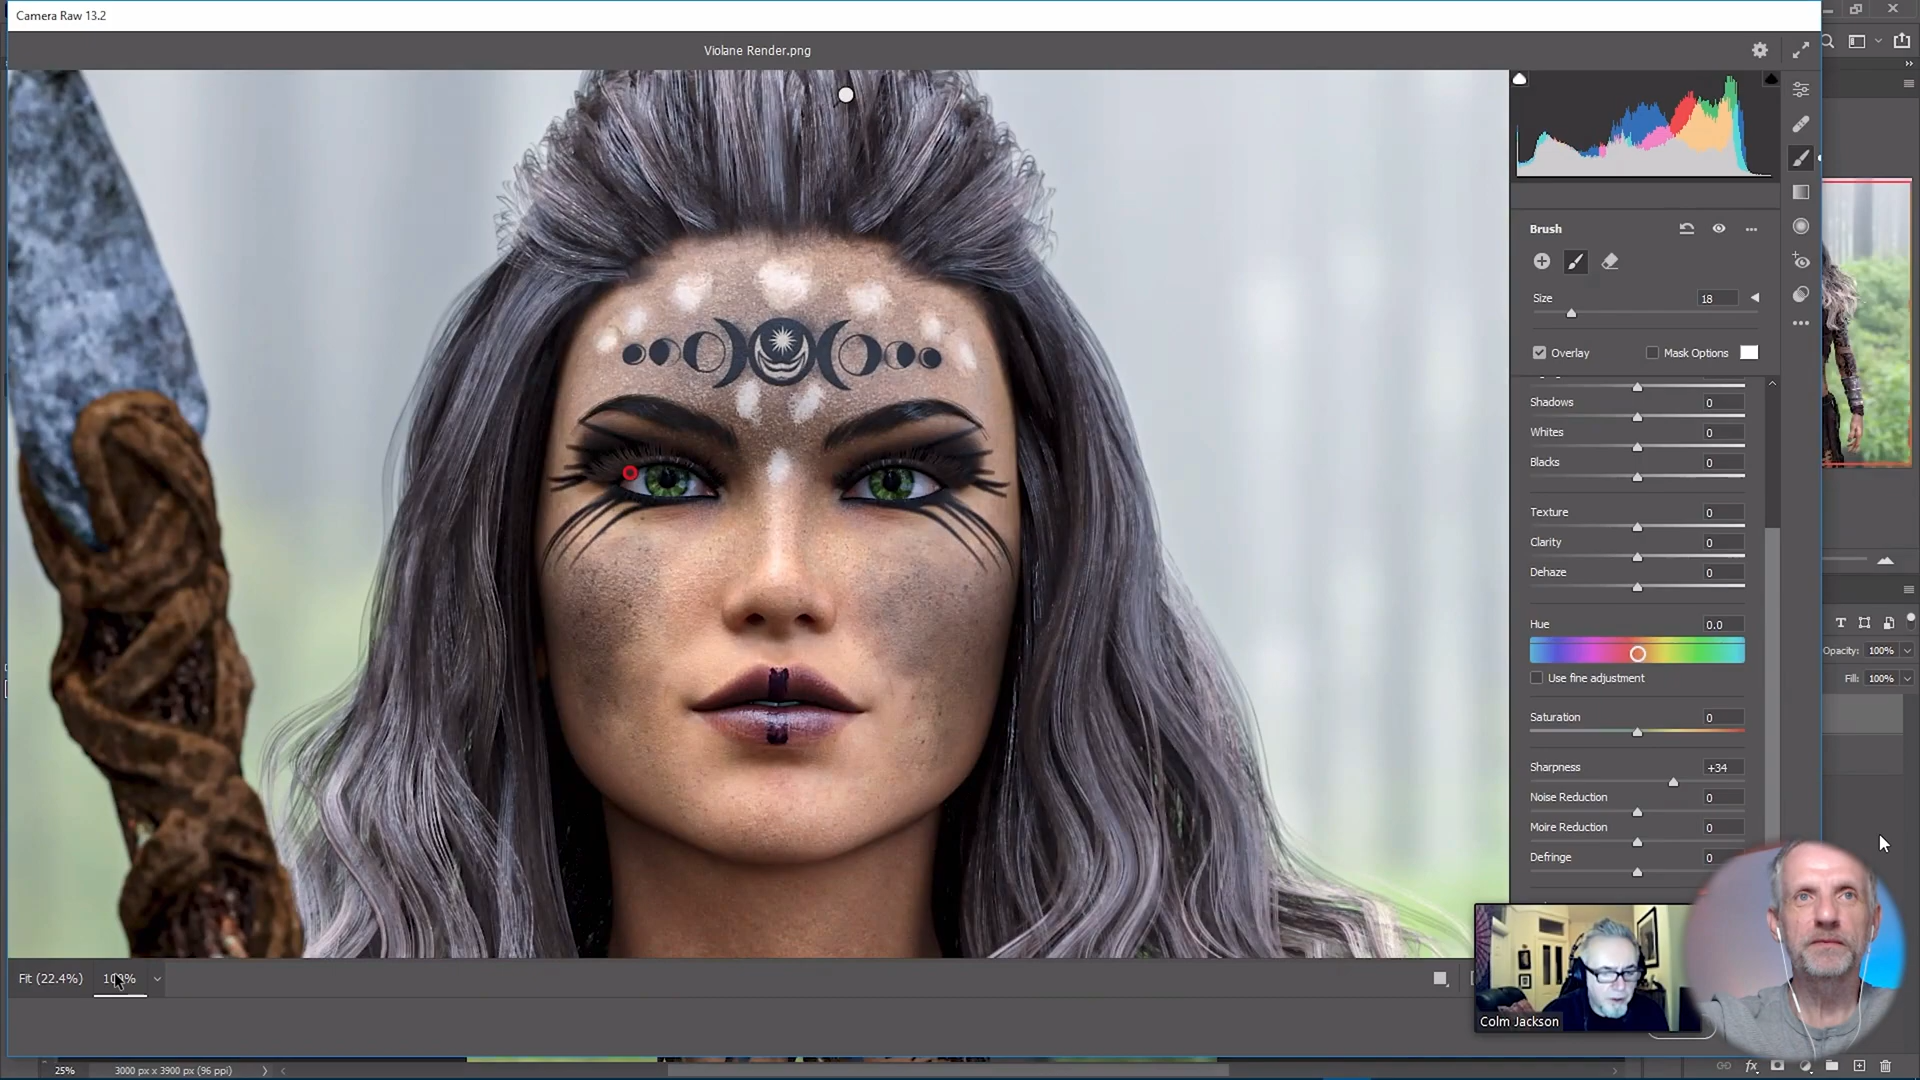 Camera Raw 13.2
Violane Render.png
Brush
Size 18
Overlay Mask Options
Shadows 0
Whites 0
Blacks 0
Texture 0
Clarity 0
Dehaze 0
Hue 0.0
Use fine adjustment
Saturation 0
Sharpness +34
Noise Reduction 0
Moire Reduction 0
Defringe 0
Opacity: 100%
Fill: 100%
Fit (22.4%) 100%
Colm Jackson
25% 3000 px x 3900 px (96 ppi)